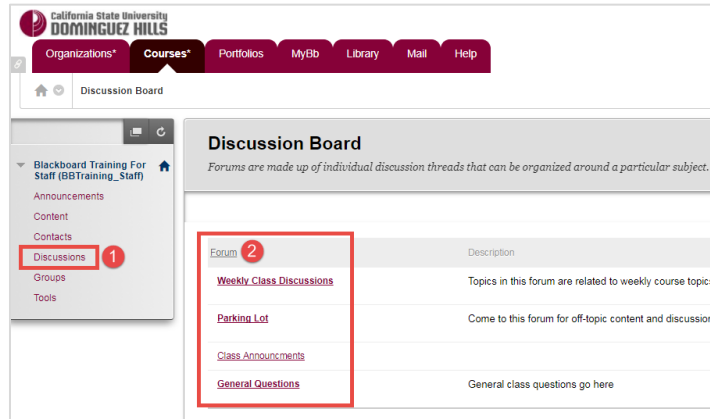 California State University
DOMINGUEZ HILLS
Organizations*
Courses*
Portfolios
MyBb
Library
Mail
Help
Discussion Board
Blackboard Training For
Staff (BBTraining_Staff)
Announcements
Content
Contacts
Discussions 1
Groups
Tools
Discussion Board
Forums are made up of individual discussion threads that can be organized around a particular subject.
Forum 2 Description
Weekly Class Discussions Topics in this forum are related to weekly course topics
Parking Lot Come to this forum for off-topic content and discussion
Class Announcments
General Questions General class questions go here